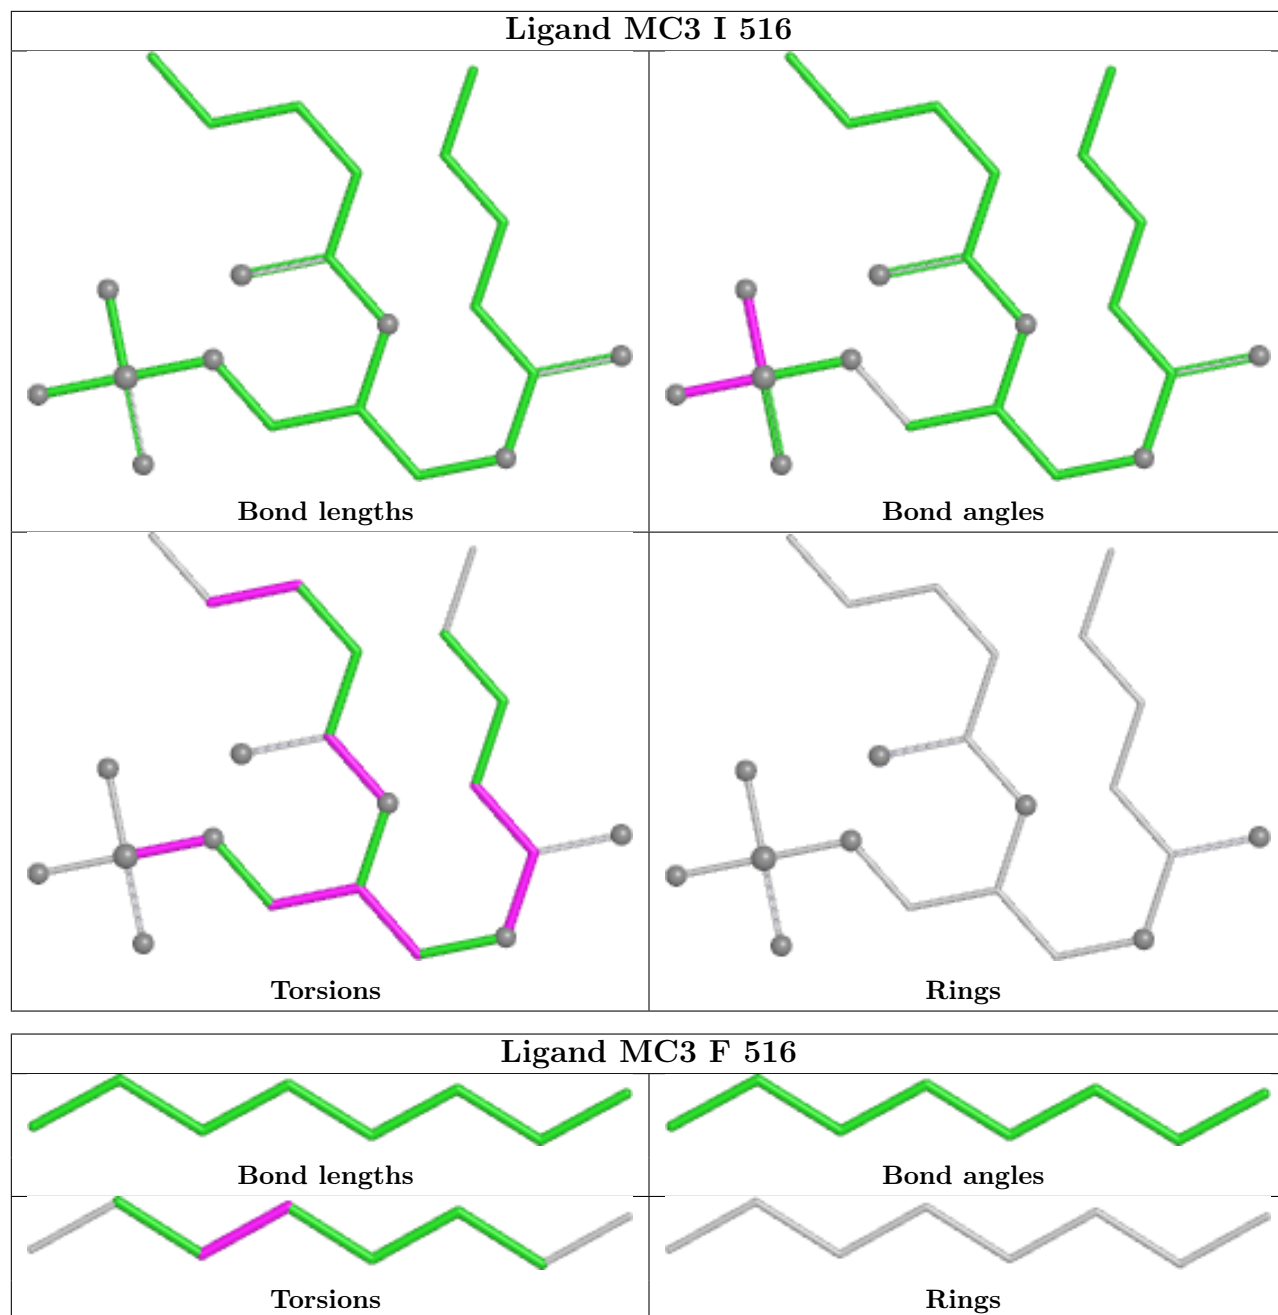 Ligand MC3 I 516
Bond lengths
Bond angles
Torsions
Rings
Ligand MC3 F 516
Bond lengths
Bond angles
Torsions
Rings